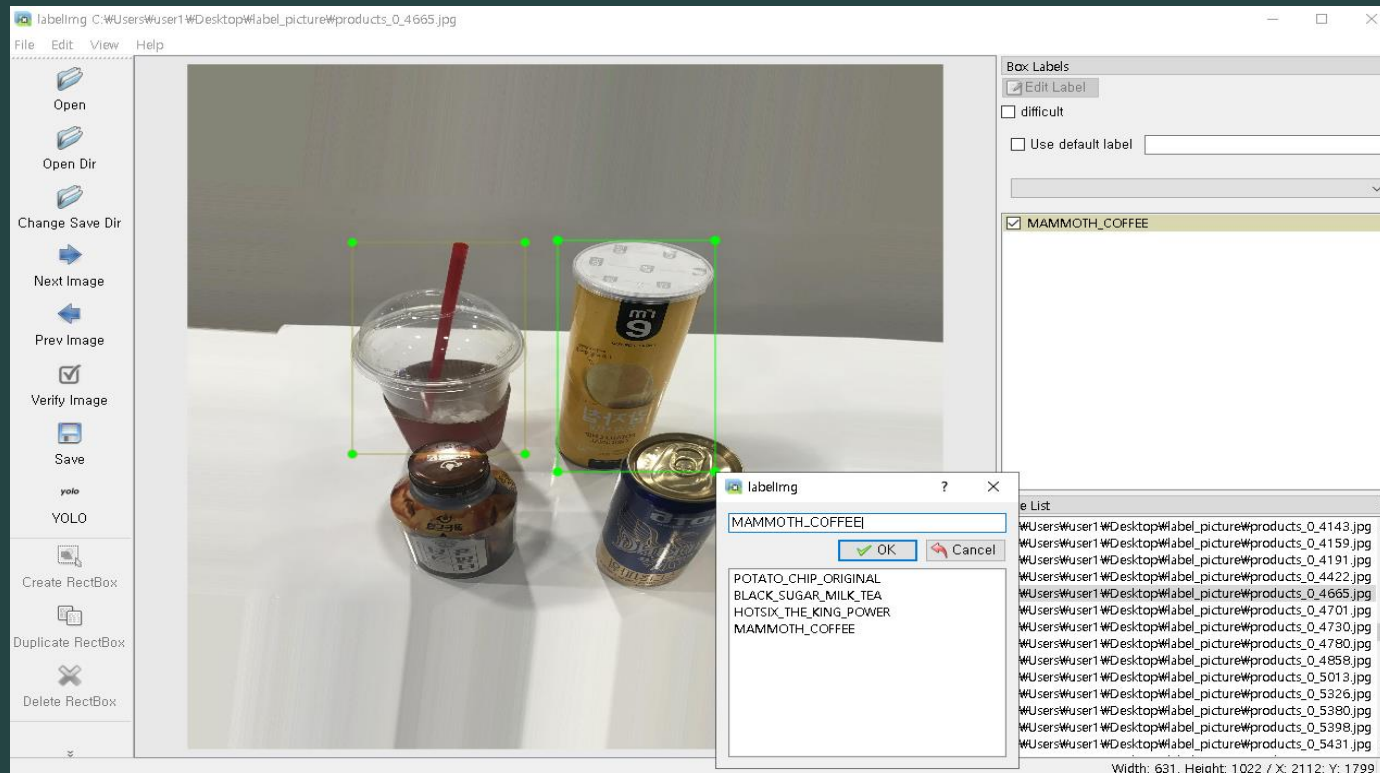 labelImg C:₩Users₩user1₩Desktop₩label_picture₩products_0_4665.jpg
File Edit View Help
Open
Open Dir
Change Save Dir
Next Image
Prev Image
Verify Image
Save
yolo
YOLO
Create RectBox
Duplicate RectBox
Delete RectBox
Box Labels
Edit Label
difficult
Use default label
MAMMOTH_COFFEE
labelImg ?
MAMMOTH_COFFEE
OK Cancel
POTATO_CHIP_ORIGINAL
BLACK_SUGAR_MILK_TEA
HOTSIX_THE_KING_POWER
MAMMOTH_COFFEE
e List
₩Users₩user1₩Desktop₩label_picture₩products_0_4143.jpg
₩Users₩user1₩Desktop₩label_picture₩products_0_4159.jpg
₩Users₩user1₩Desktop₩label_picture₩products_0_4191.jpg
₩Users₩user1₩Desktop₩label_picture₩products_0_4422.jpg
₩Users₩user1₩Desktop₩label_picture₩products_0_4665.jpg
₩Users₩user1₩Desktop₩label_picture₩products_0_4701.jpg
₩Users₩user1₩Desktop₩label_picture₩products_0_4730.jpg
₩Users₩user1₩Desktop₩label_picture₩products_0_4780.jpg
₩Users₩user1₩Desktop₩label_picture₩products_0_4858.jpg
₩Users₩user1₩Desktop₩label_picture₩products_0_5013.jpg
₩Users₩user1₩Desktop₩label_picture₩products_0_5326.jpg
₩Users₩user1₩Desktop₩label_picture₩products_0_5380.jpg
₩Users₩user1₩Desktop₩label_picture₩products_0_5398.jpg
₩Users₩user1₩Desktop₩label_picture₩products_0_5431.jpg
Width: 631, Height: 1022 / X: 2112; Y: 1799